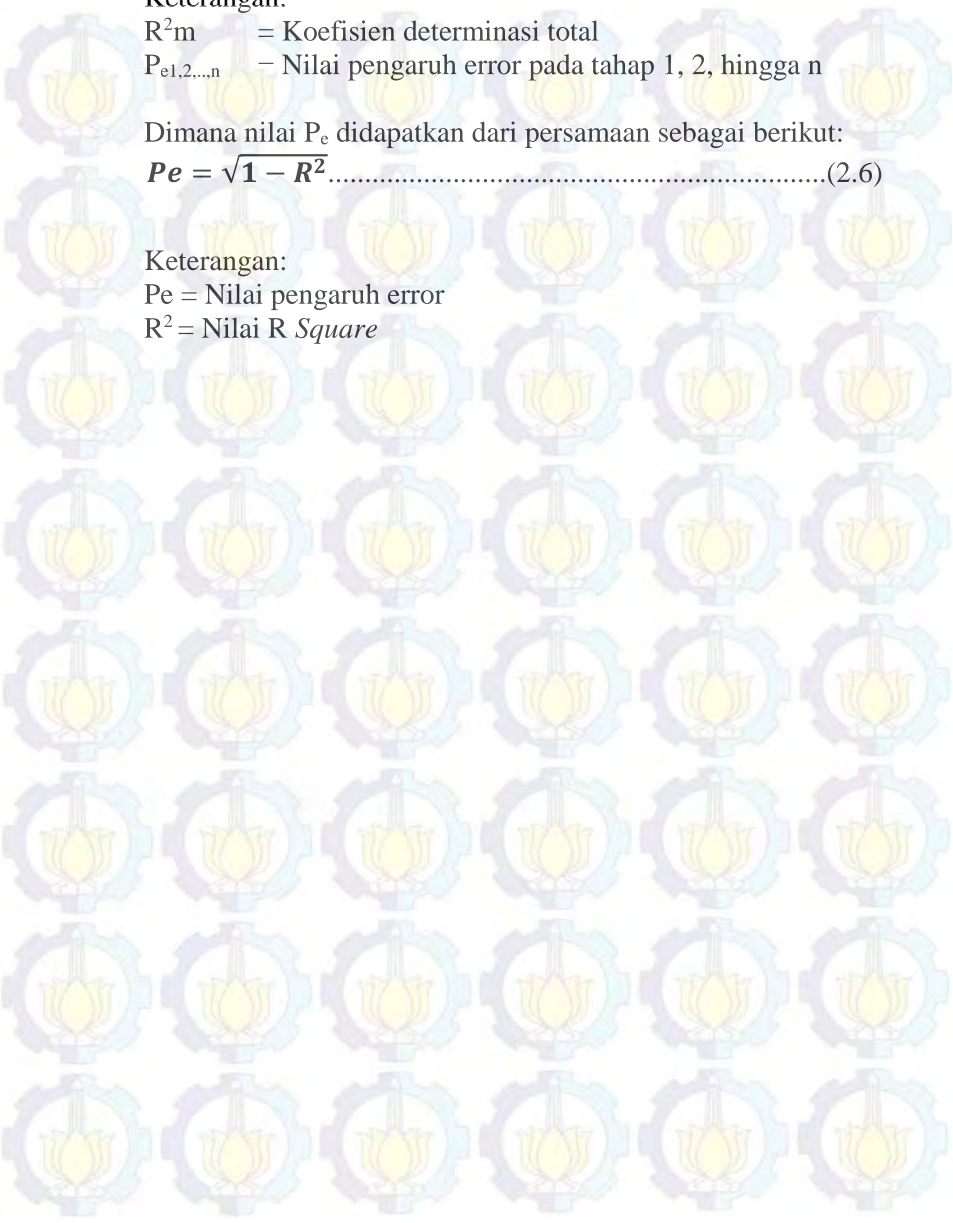 Keterangan:
R²m = Koefisien determinasi total
Pe1,2,..,n = Nilai pengaruh error pada tahap 1, 2, hingga n
Dimana nilai Pe didapatkan dari persamaan sebagai berikut:
Pe = √1 − R²....................................................................(2.6)
Keterangan:
Pe = Nilai pengaruh error
R² = Nilai R Square